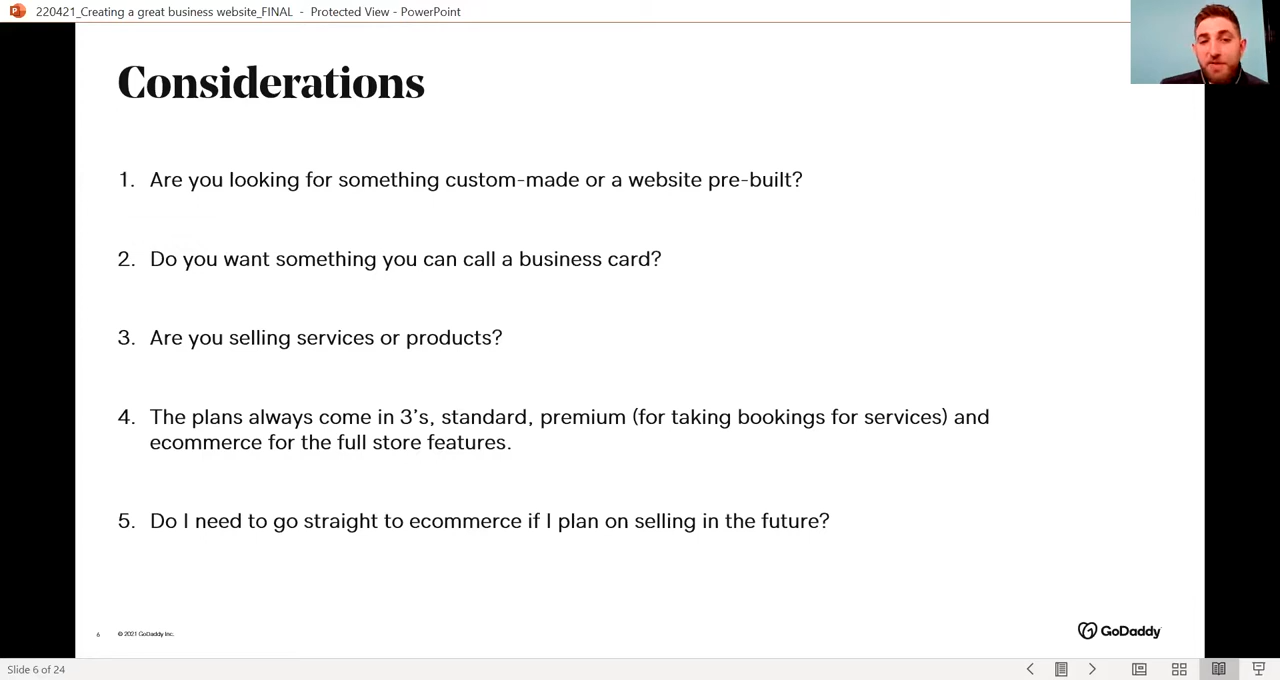 220421_Creating a great business website_FINAL - Protected View - PowerPoint
Considerations
1. Are you looking for something custom-made or a website pre-built?
2. Do you want something you can call a business card?
3. Are you selling services or products?
4. The plans always come in 3’s, standard, premium (for taking bookings for services) and
ecommerce for the full store features.
5. Do I need to go straight to ecommerce if I plan on selling in the future?
6 © 2021 GoDaddy Inc.
GoDaddy
Slide 6 of 24